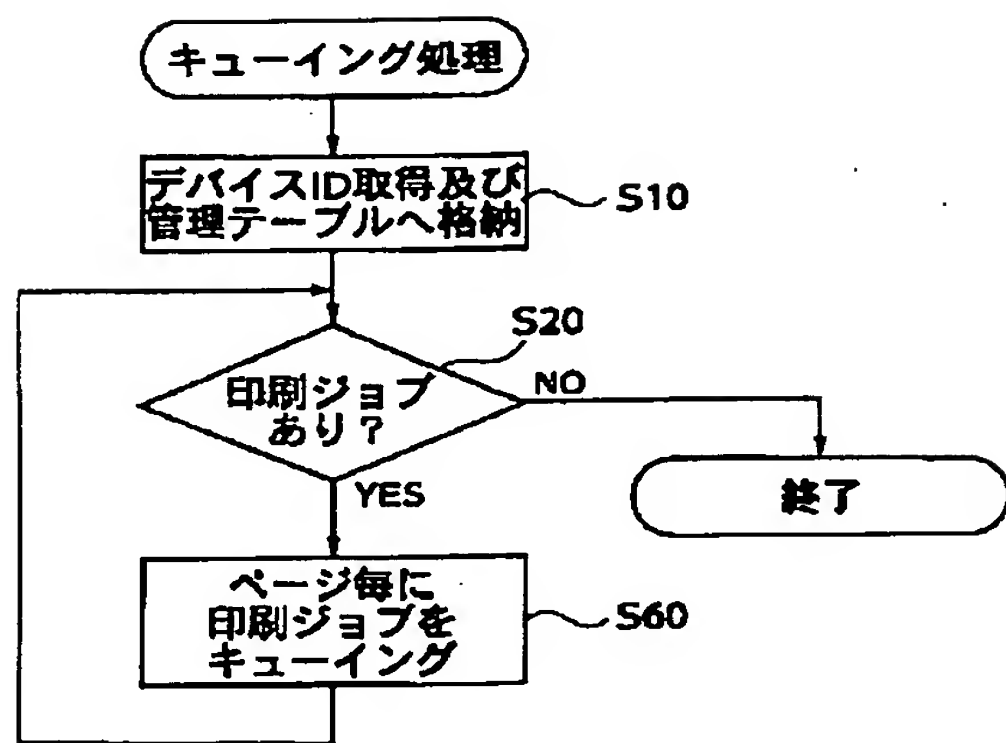 キューイング処理
デバイスID取得及び
管理テーブルへ格納
S10
S20
印刷ジョブ
あり?
NO
YES
終了
ページ毎に
印刷ジョブを
キューイング
S60